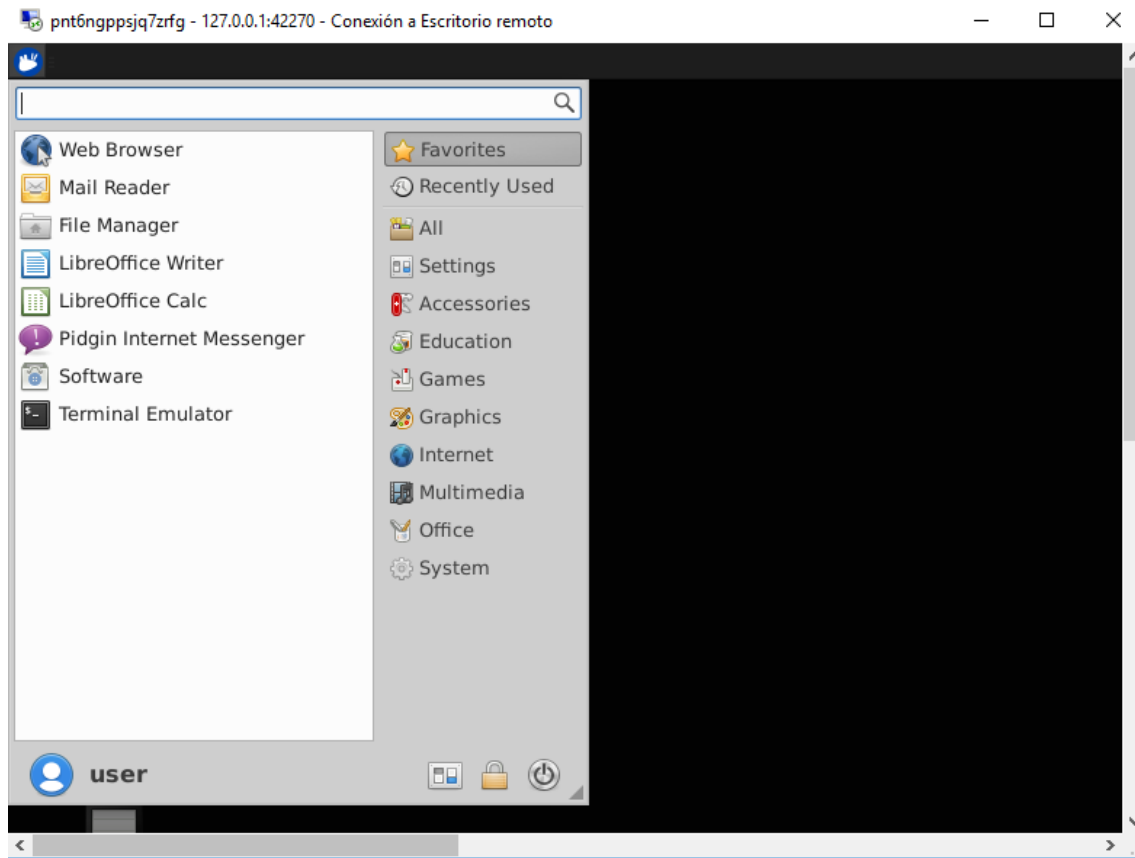 pnt6ngppsjq7zrfg - 127.0.0.1:42270 - Conexión a Escritorio remoto
Web Browser
Mail Reader
File Manager
LibreOffice Writer
LibreOffice Calc
Pidgin Internet Messenger
Software
Terminal Emulator
Favorites
Recently Used
All
Settings
Accessories
Education
Games
Graphics
Internet
Multimedia
Office
System
user